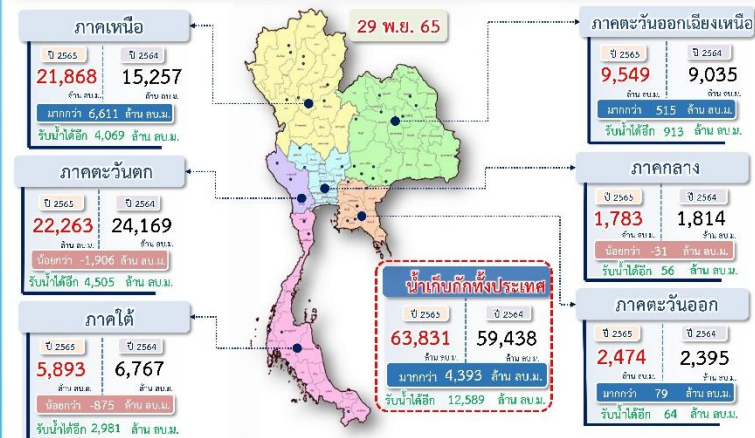 29 พ.ย. 65
ภาคเหนือ
ปี 2565 ปี 2564
21,868 15,257
ล้าน ลบ.ม. ล้าน ลบ.ม.
มากกว่า 6,611 ล้าน ลบ.ม.
รับน้ำได้อีก 4,069 ล้าน ลบ.ม.
ภาคตะวันตก
ปี 2565 ปี 2564
22,263 24,169
ล้าน ลบ.ม. ล้าน ลบ.ม.
น้อยกว่า -1,906 ล้าน ลบ.ม.
รับน้ำได้อีก 4,505 ล้าน ลบ.ม.
ภาคใต้
ปี 2565 ปี 2564
5,893 6,767
ล้าน ลบ.ม. ล้าน ลบ.ม.
น้อยกว่า -875 ล้าน ลบ.ม.
รับน้ำได้อีก 2,981 ล้าน ลบ.ม.
น้ำเก็บกักทั้งประเทศ
ปี 2565 ปี 2564
63,831 59,438
ล้าน ลบ.ม. ล้าน ลบ.ม.
มากกว่า 4,393 ล้าน ลบ.ม.
รับน้ำได้อีก 12,589 ล้าน ลบ.ม.
ภาคตะวันออกเฉียงเหนือ
ปี 2565 ปี 2564
9,549 9,035
ล้าน ลบ.ม. ล้าน ลบ.ม.
มากกว่า 515 ล้าน ลบ.ม.
รับน้ำได้อีก 913 ล้าน ลบ.ม.
ภาคกลาง
ปี 2565 ปี 2564
1,783 1,814
ล้าน ลบ.ม. ล้าน ลบ.ม.
น้อยกว่า -31 ล้าน ลบ.ม.
รับน้ำได้อีก 56 ล้าน ลบ.ม.
ภาคตะวันออก
ปี 2565 ปี 2564
2,474 2,395
ล้าน ลบ.ม. ล้าน ลบ.ม.
มากกว่า 79 ล้าน ลบ.ม.
รับน้ำได้อีก 64 ล้าน ลบ.ม.